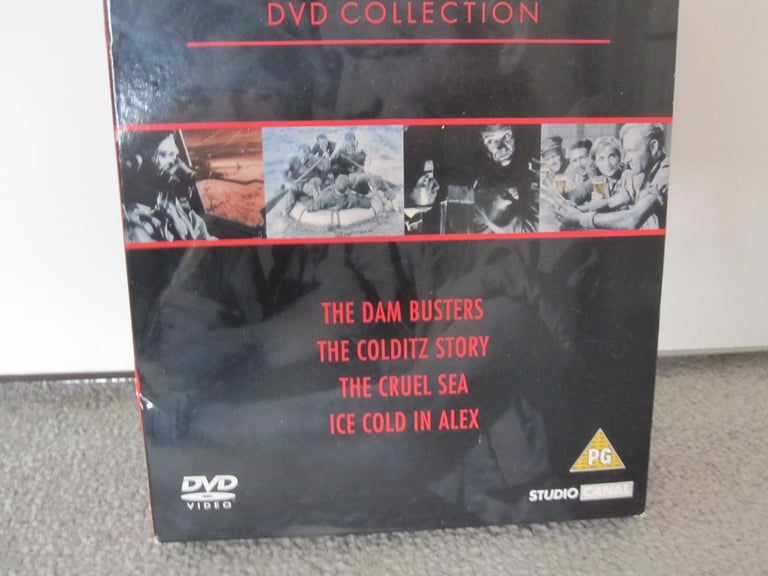 DVD COLLECTION
THE DAM BUSTERS
THE COLDITZ STORY
THE CRUEL SEA
ICE COLD IN ALEX
PG
DVD
VIDEO
STUDIO CANAL